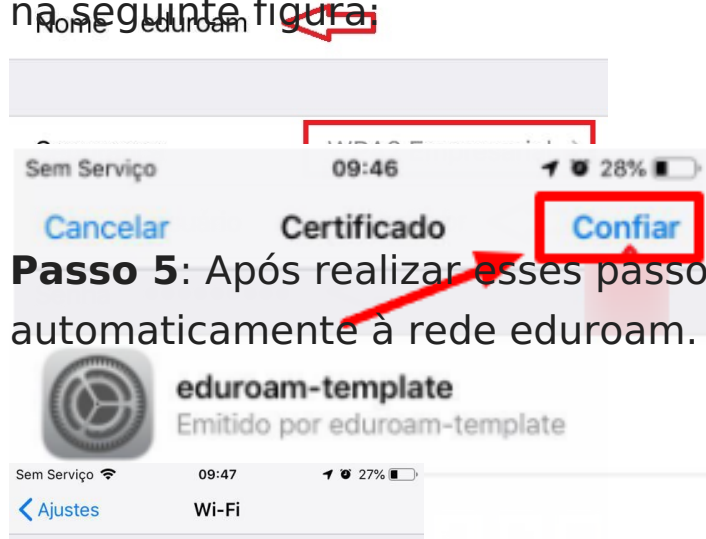 na seguinte figura:
Nome eduroam
Sem Serviço 09:46 28%
Cancelar Certificado Confiar
Passo 5: Após realizar esses passo
automaticamente à rede eduroam.
eduroam-template
Emitido por eduroam-template
Sem Serviço 09:47 27%
Ajustes Wi-Fi